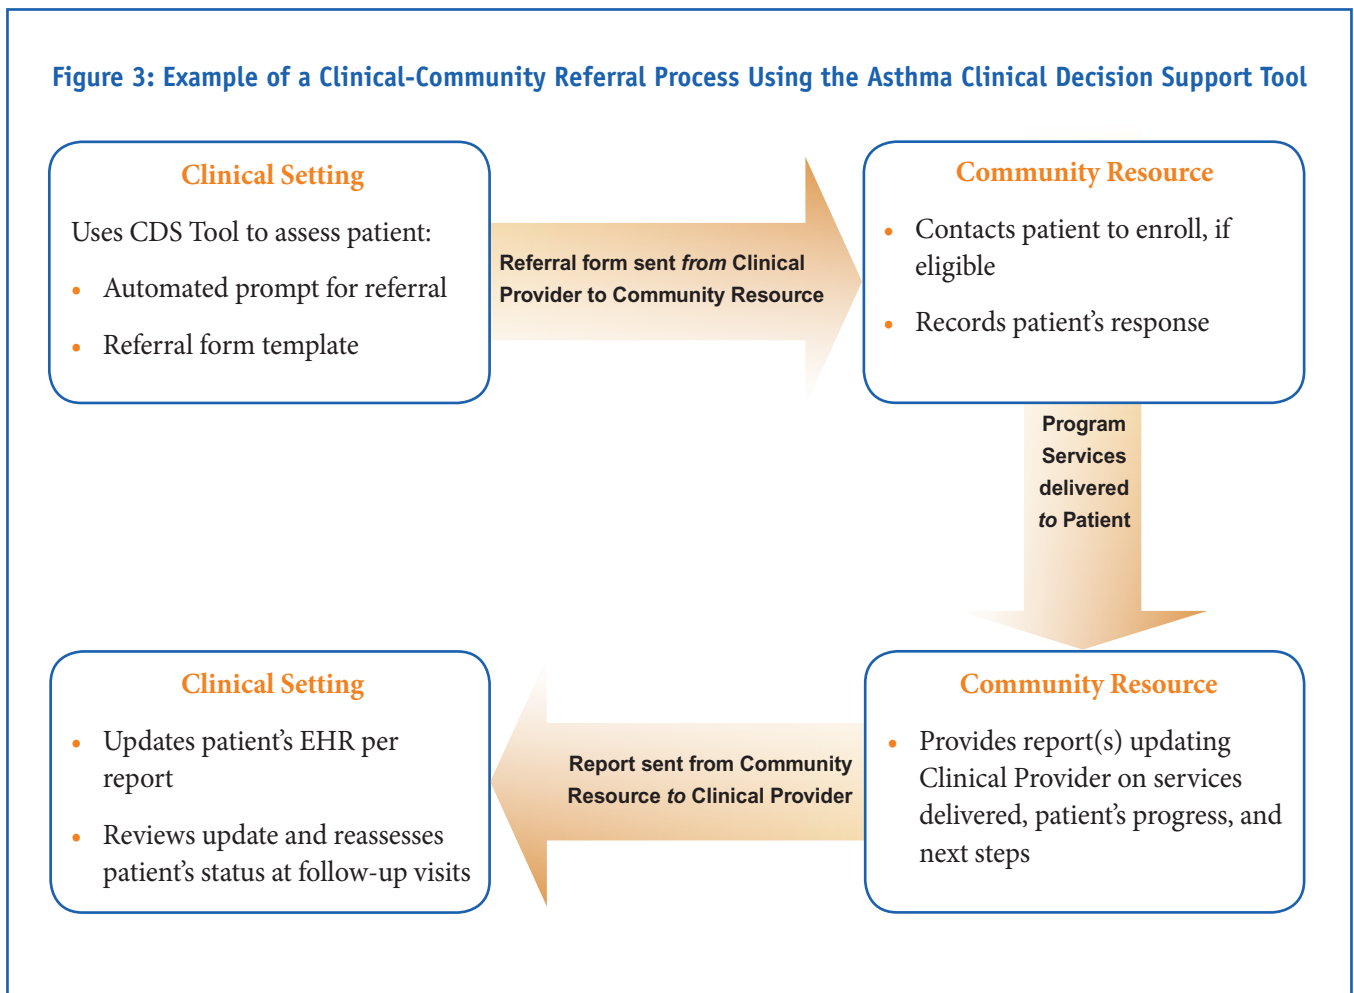 Figure 3: Example of a Clinical-Community Referral Process Using the Asthma Clinical Decision Support Tool
Clinical Setting
Uses CDS Tool to assess patient:
• Automated prompt for referral
• Referral form template
Referral form sent from Clinical
Provider to Community Resource
Community Resource
• Contacts patient to enroll, if
eligible
• Records patient’s response
Program
Services
delivered
to Patient
Community Resource
• Provides report(s) updating
Clinical Provider on services
delivered, patient’s progress, and
next steps
Report sent from Community
Resource to Clinical Provider
Clinical Setting
• Updates patient’s EHR per
report
• Reviews update and reassesses
patient’s status at follow-up visits